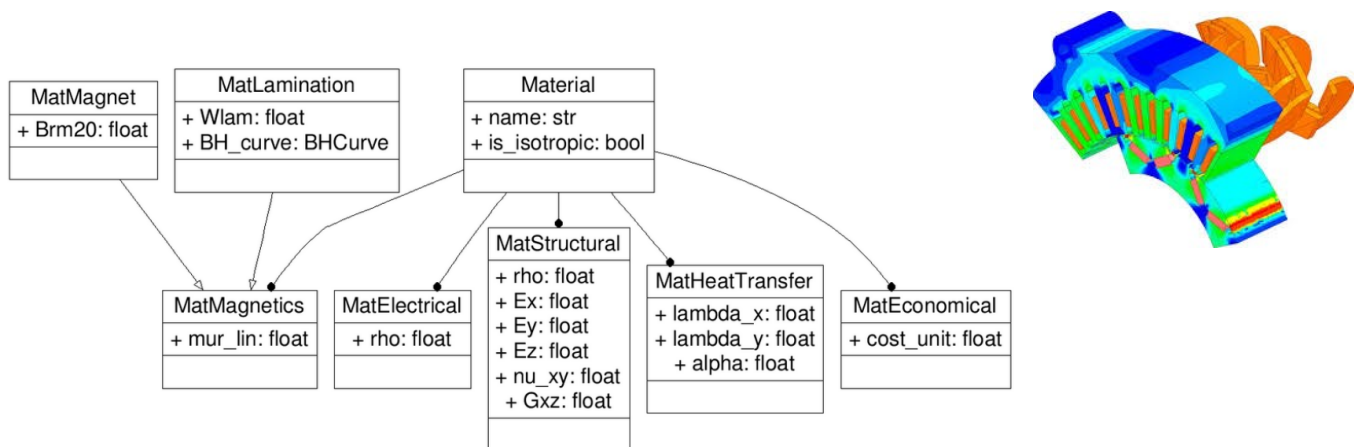 MatMagnet
+ Brm20: float
MatLamination
+ Wlam: float
+ BH_curve: BHCurve
Material
+ name: str
+ is_isotropic: bool
MatMagnetics
+ mur_lin: float
MatElectrical
+ rho: float
MatStructural
+ rho: float
+ Ex: float
+ Ey: float
+ Ez: float
+ nu_xy: float
+ Gxz: float
MatHeatTransfer
+ lambda_x: float
+ lambda_y: float
+ alpha: float
MatEconomical
+ cost_unit: float